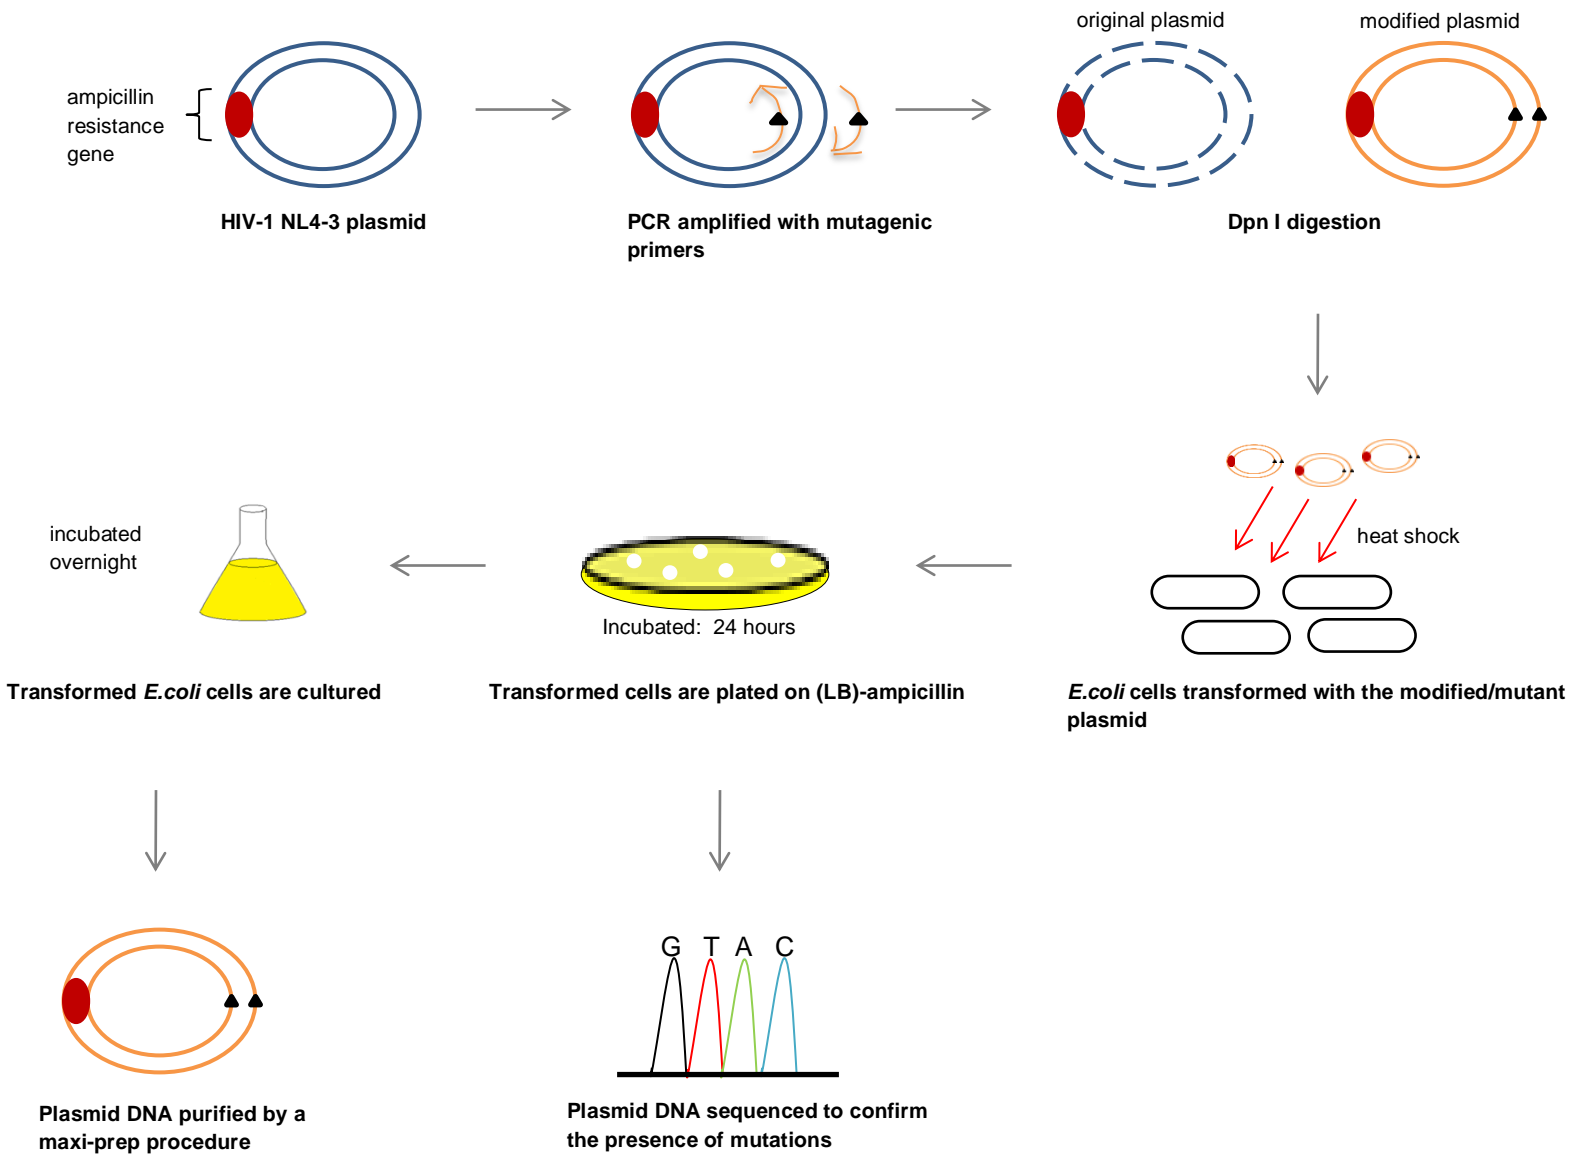 original plasmid
modified plasmid
ampicillin
resistance
gene
HIV-1 NL4-3 plasmid
PCR amplified with mutagenic
primers
Dpn I digestion
heat shock
incubated
overnight
Incubated:  24 hours
Transformed E.coli cells are cultured
Transformed cells are plated on (LB)-ampicillin
E.coli cells transformed with the modified/mutant
plasmid
G T A C
Plasmid DNA purified by a
maxi-prep procedure
Plasmid DNA sequenced to confirm
the presence of mutations